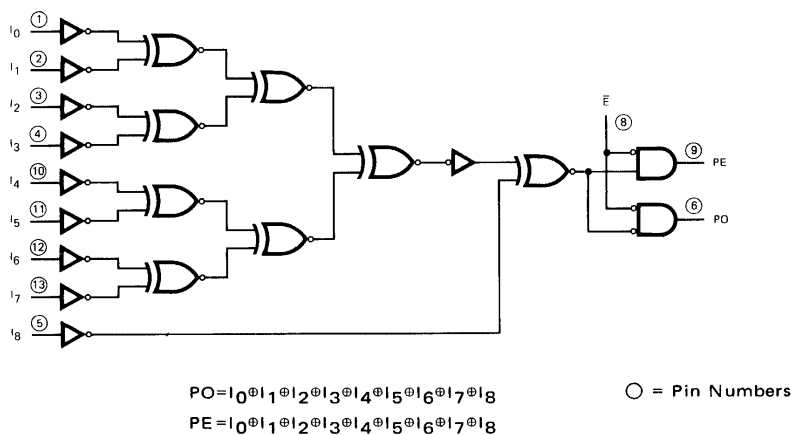 I0 ①
I1 ②
I2 ③
I3 ④
I4 ⑩
I5 ⑪
I6 ⑫
I7 ⑬
I8 ⑤
E̅
⑧
⑨ PE
⑥ PO
PO=I0⊕I1⊕I2⊕I3⊕I4⊕I5⊕I6⊕I7⊕I8
PE=I0⊕I1⊕I2⊕I3⊕I4⊕I5⊕I6⊕I7⊕I8
○ = Pin Numbers